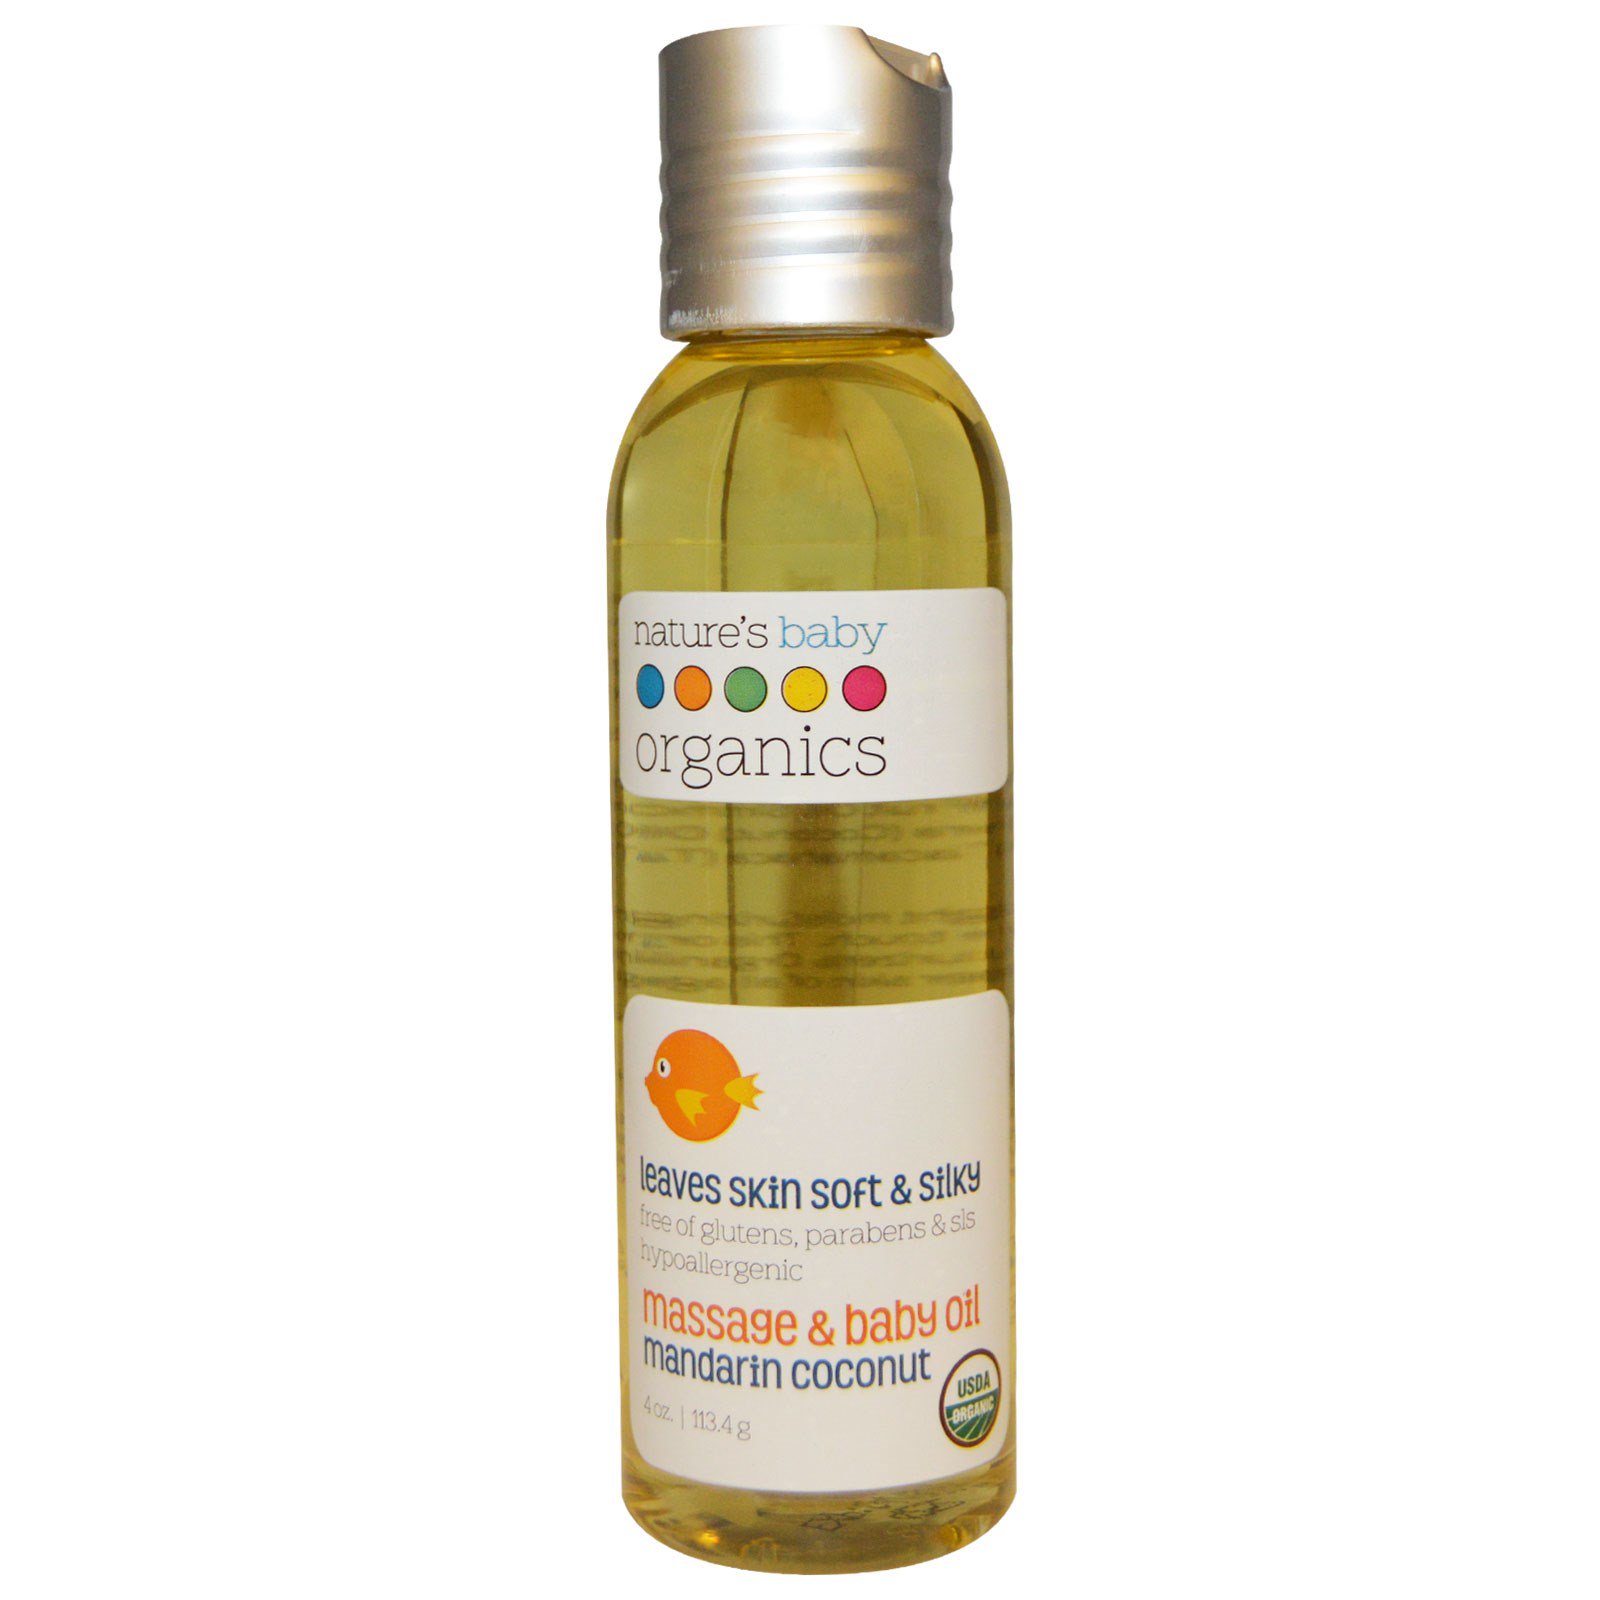 nature's baby
organics
leaves skin soft & silky
free of glutens, parabens & sls
hypoallergenic
massage & baby oil
mandarin coconut
4 oz. | 113.4 g
USDA
ORGANIC